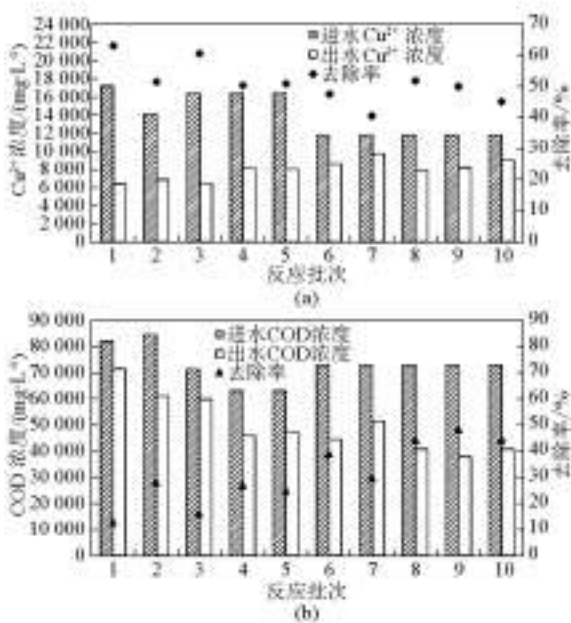 24 000
22 000
20 000
18 000
16 000
14 000
12 000
10 000
8 000
6 000
4 000
2 000
0
Cu²⁺ 浓度/(mg·L⁻¹)
进水Cu²⁺ 浓度
出水Cu²⁺ 浓度
去除率
70
60
50
40
30
20
10
0
去除率/%
1 2 3 4 5 6 7 8 9 10
反应批次
(a)
90 000
80 000
70 000
60 000
50 000
40 000
30 000
20 000
10 000
0
COD 浓度/(mg·L⁻¹)
进水COD浓度
出水COD浓度
去除率
90
80
70
60
50
40
30
20
10
0
去除率/%
1 2 3 4 5 6 7 8 9 10
反应批次
(b)